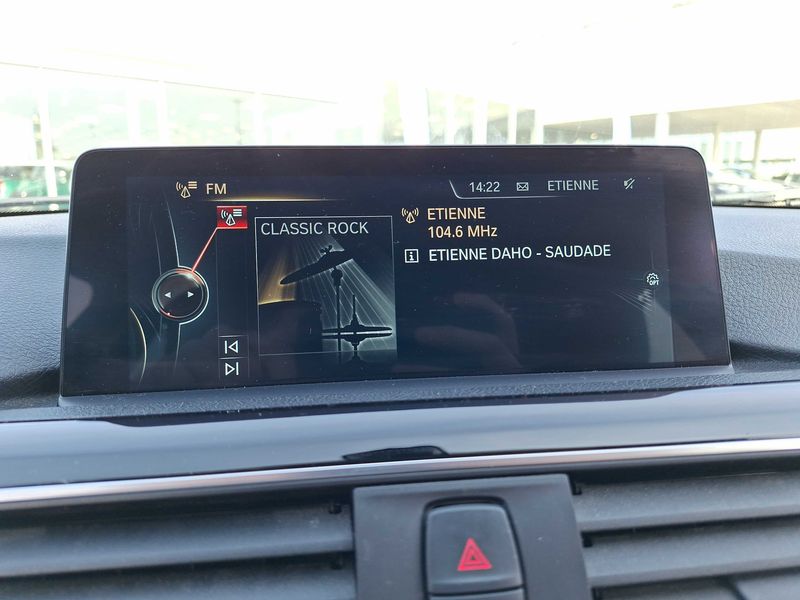 FM
14:22 ETIENNE
CLASSIC ROCK
ETIENNE
104.6 MHz
ETIENNE DAHO - SAUDADE
OPT